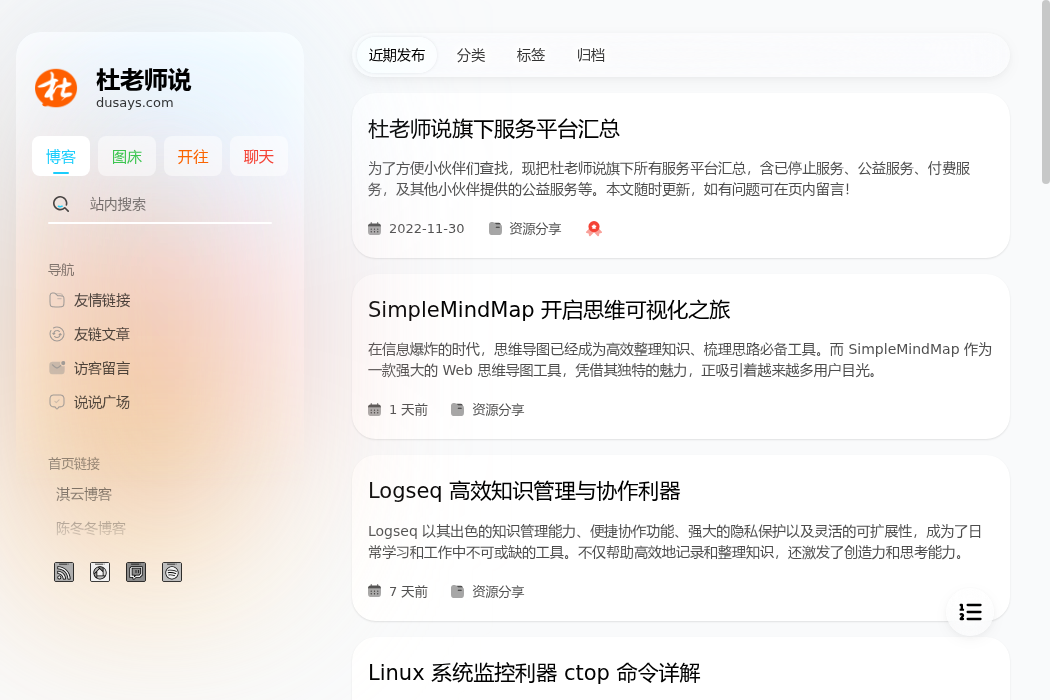 杜老师说
dusays.com
博客
图床
开往
聊天
站内搜索
导航
友情链接
友链文章
访客留言
说说广场
首页链接
淇云博客
陈冬冬博客
近期发布
分类
标签
归档
杜老师说旗下服务平台汇总
为了方便小伙伴们查找，现把杜老师说旗下所有服务平台汇总，含已停止服务、公益服务、付费服
务，及其他小伙伴提供的公益服务等。本文随时更新，如有问题可在页内留言！
2022-11-30
资源分享
SimpleMindMap 开启思维可视化之旅
在信息爆炸的时代，思维导图已经成为高效整理知识、梳理思路必备工具。而 SimpleMindMap 作为
一款强大的 Web 思维导图工具，凭借其独特的魅力，正吸引着越来越多用户目光。
1 天前
资源分享
Logseq 高效知识管理与协作利器
Logseq 以其出色的知识管理能力、便捷协作功能、强大的隐私保护以及灵活的可扩展性，成为了日
常学习和工作中不可或缺的工具。不仅帮助高效地记录和整理知识，还激发了创造力和思考能力。
7 天前
资源分享
Linux 系统监控利器 ctop 命令详解